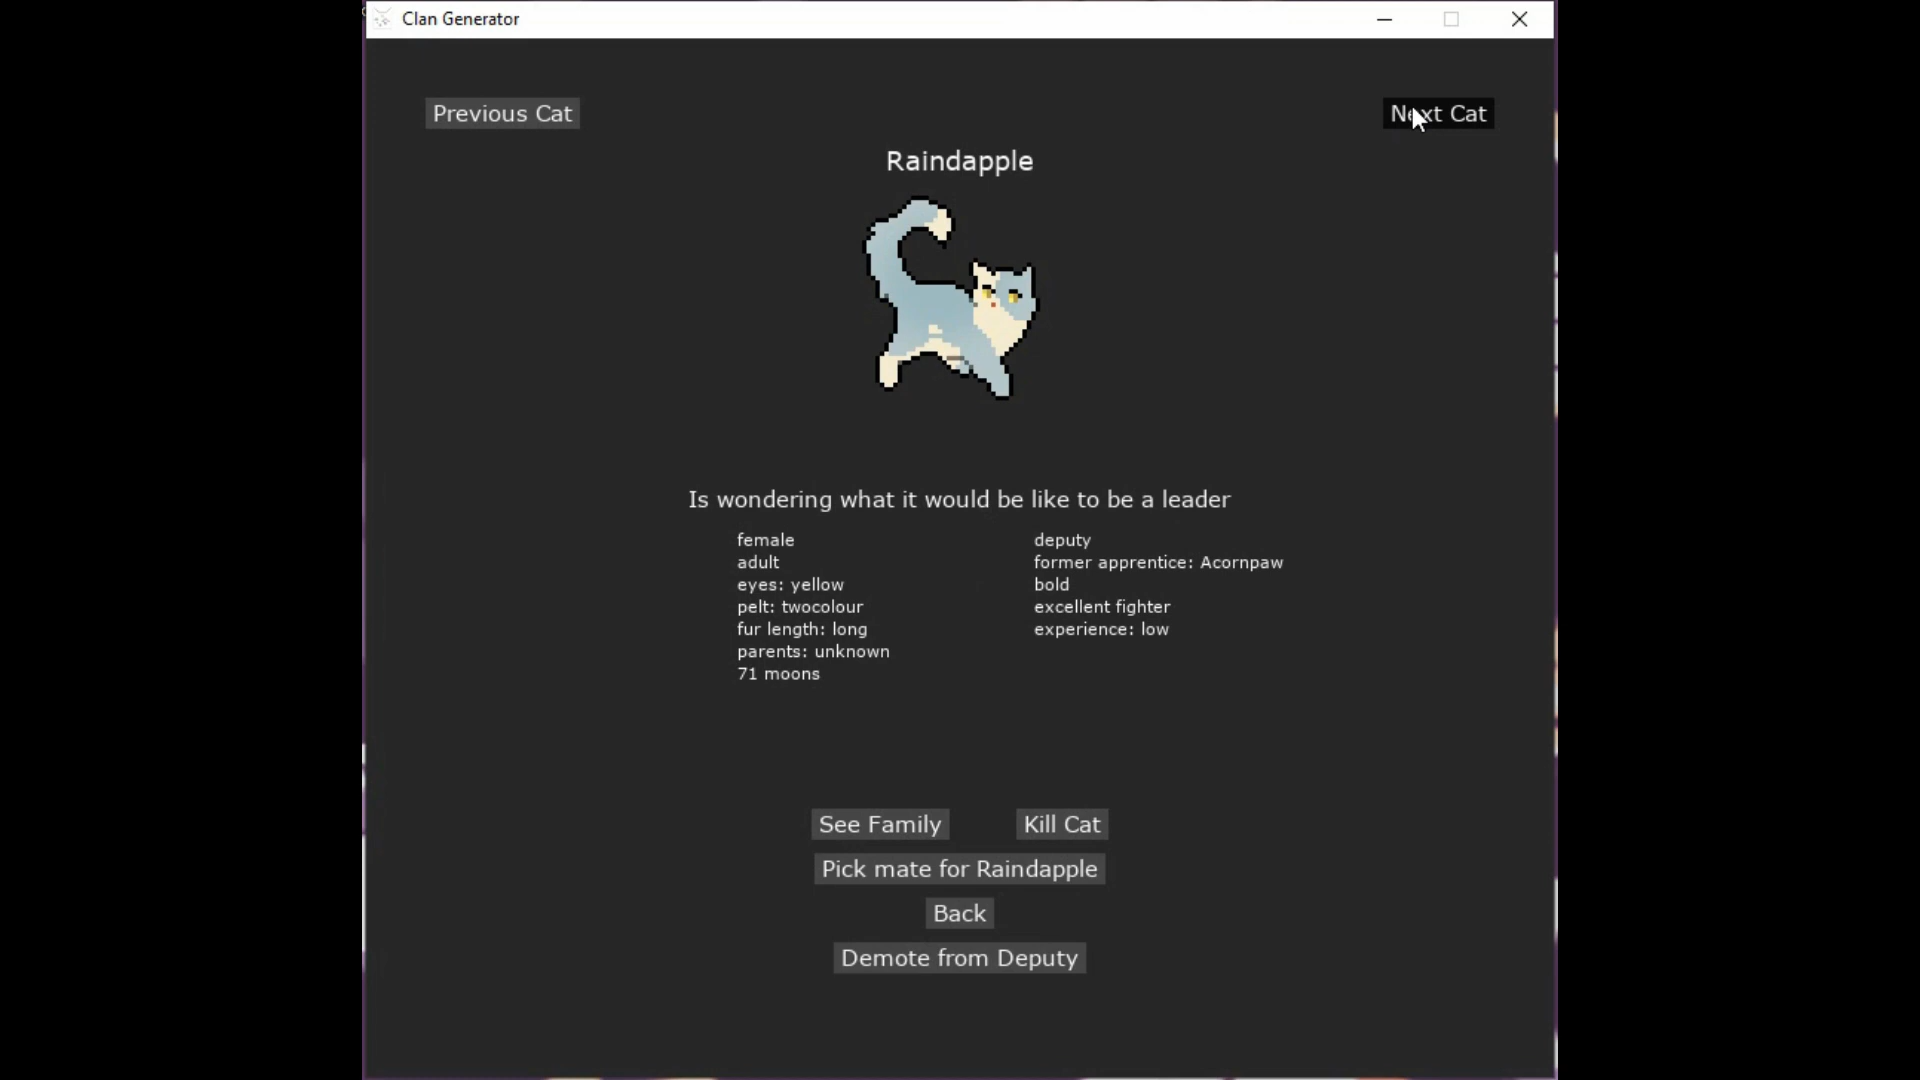 Clan Generator
Previous Cat
Next Cat
Raindapple
Is wondering what it would be like to be a leader
female
adult
eyes: yellow
pelt: twocolour
fur length: long
parents: unknown
71 moons
deputy
former apprentice: Acornpaw
bold
excellent fighter
experience: low
See Family
Kill Cat
Pick mate for Raindapple
Back
Demote from Deputy